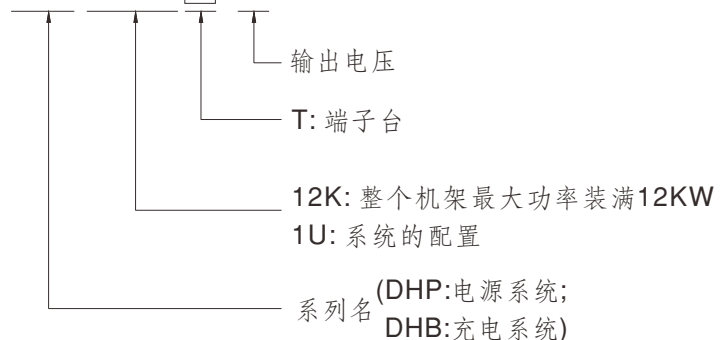 输出电压
T: 端子台
12K: 整个机架最大功率装满12KW
1U: 系统的配置
系列名(DHP:电源系统;
DHB:充电系统)